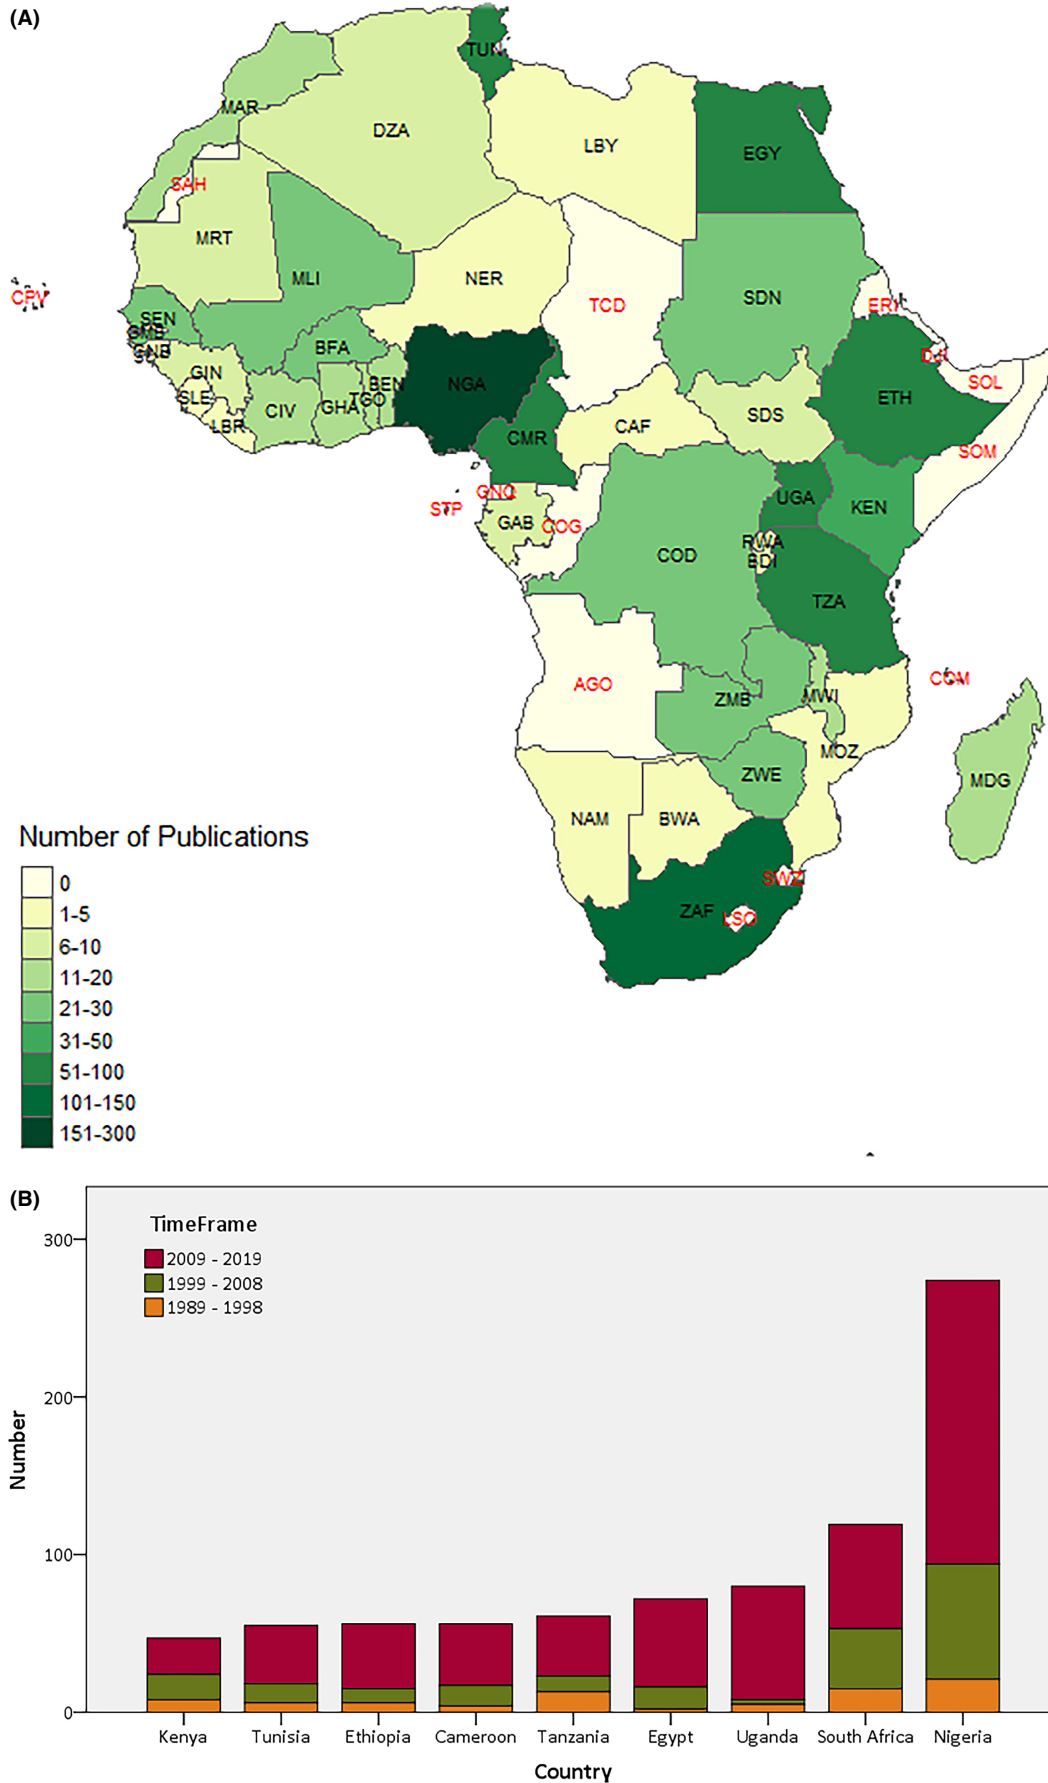 (A)
TUN
MAR
DZA
LBY
EGY
SAH
MRT
MLI
NER
TCD
SDN
CPV
ERI
SEN
GMB
GNB
BFA
DJI
GIN
BEN
NGA
SOL
SLE
TGO
ETH
GHA
CIV
SDS
LBR
CAF
CMR
SOM
GNQ
UGA
STP
KEN
GAB
COG
RWA
COD
BDI
TZA
COM
AGO
MWI
ZMB
MOZ
ZWE
MDG
NAM
BWA
SWZ
ZAF
LSO
Number of Publications
0
1-5
6-10
11-20
21-30
31-50
51-100
101-150
151-300
(B)
TimeFrame
2009 - 2019
1999 - 2008
1989 - 1998
300
200
100
0
Number
Kenya Tunisia Ethiopia Cameroon Tanzania Egypt Uganda South Africa Nigeria
Country